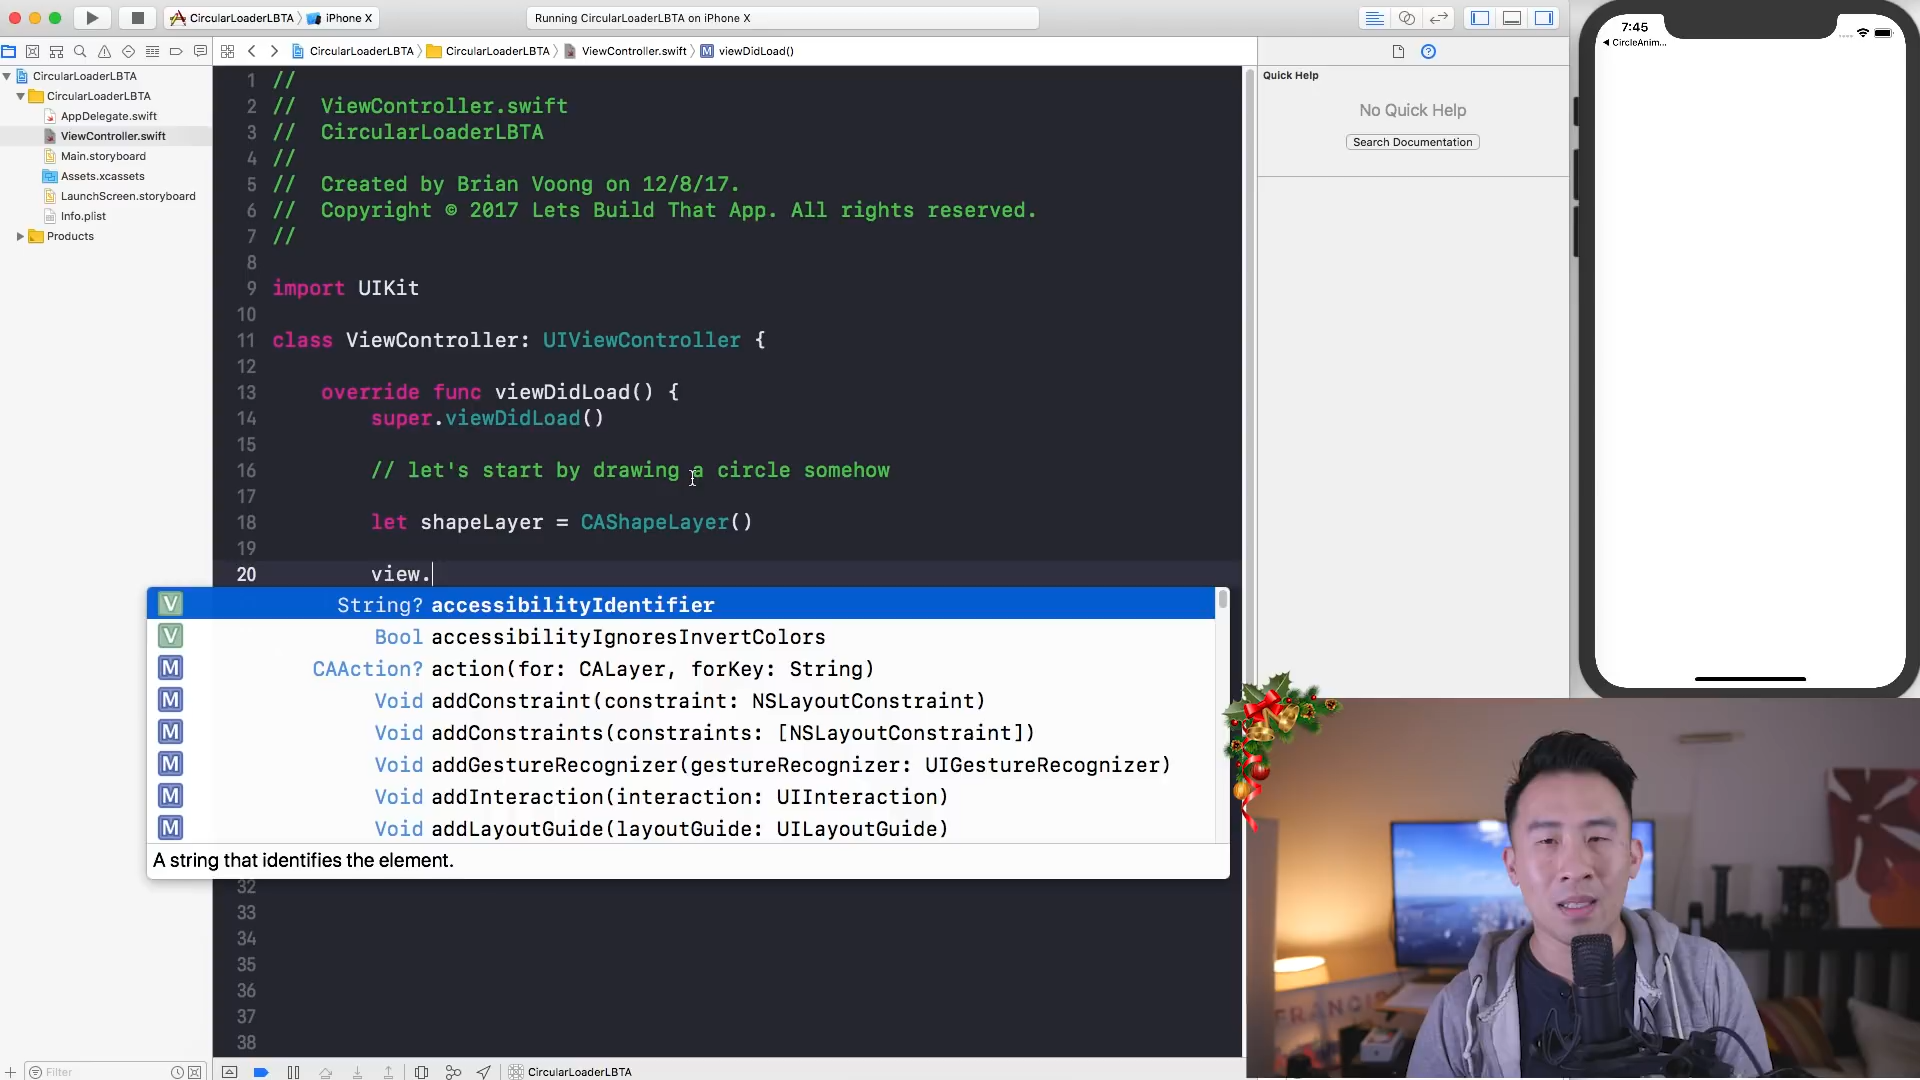 CircularLoaderLBTA
iPhone X
Running CircularLoaderLBTA on iPhone X
CircularLoaderLBTA
CircularLoaderLBTA
ViewController.swift
M
viewDidLoad()
CircularLoaderLBTA
CircularLoaderLBTA
AppDelegate.swift
ViewController.swift
Main.storyboard
Assets.xcassets
LaunchScreen.storyboard
Info.plist
Products
1 //
2 // ViewController.swift
3 // CircularLoaderLBTA
4 //
5 // Created by Brian Voong on 12/8/17.
6 // Copyright © 2017 Lets Build That App. All rights reserved.
7 //
8
9 import UIKit
10
11 class ViewController: UIViewController {
12
13 override func viewDidLoad() {
14 super.viewDidLoad()
15
16 // let's start by drawing a circle somehow
17
18 let shapeLayer = CAShapeLayer()
19
20 view.
V String? accessibilityIdentifier
V Bool accessibilityIgnoresInvertColors
M CAAction? action(for: CALayer, forKey: String)
M Void addConstraint(constraint: NSLayoutConstraint)
M Void addConstraints(constraints: [NSLayoutConstraint])
M Void addGestureRecognizer(gestureRecognizer: UIGestureRecognizer)
M Void addInteraction(interaction: UIInteraction)
M Void addLayoutGuide(layoutGuide: UILayoutGuide)
A string that identifies the element.
32
33
34
35
36
37
38
Filter
CircularLoaderLBTA
Quick Help
No Quick Help
Search Documentation
7:45
CircleAnim...
L B
FRANCIS